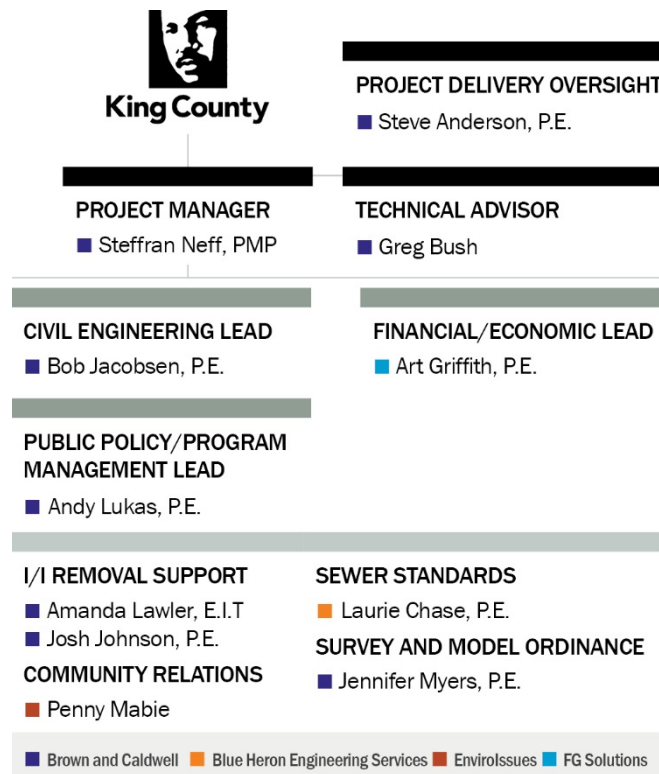 King County
PROJECT DELIVERY OVERSIGHT
Steve Anderson, P.E.
PROJECT MANAGER
Steffran Neff, PMP
TECHNICAL ADVISOR
Greg Bush
CIVIL ENGINEERING LEAD
Bob Jacobsen, P.E.
FINANCIAL/ECONOMIC LEAD
Art Griffith, P.E.
PUBLIC POLICY/PROGRAM
MANAGEMENT LEAD
Andy Lukas, P.E.
I/I REMOVAL SUPPORT
Amanda Lawler, E.I.T
Josh Johnson, P.E.
COMMUNITY RELATIONS
Penny Mabie
SEWER STANDARDS
Laurie Chase, P.E.
SURVEY AND MODEL ORDINANCE
Jennifer Myers, P.E.
Brown and Caldwell Blue Heron Engineering Services EnviroIssues FG Solutions